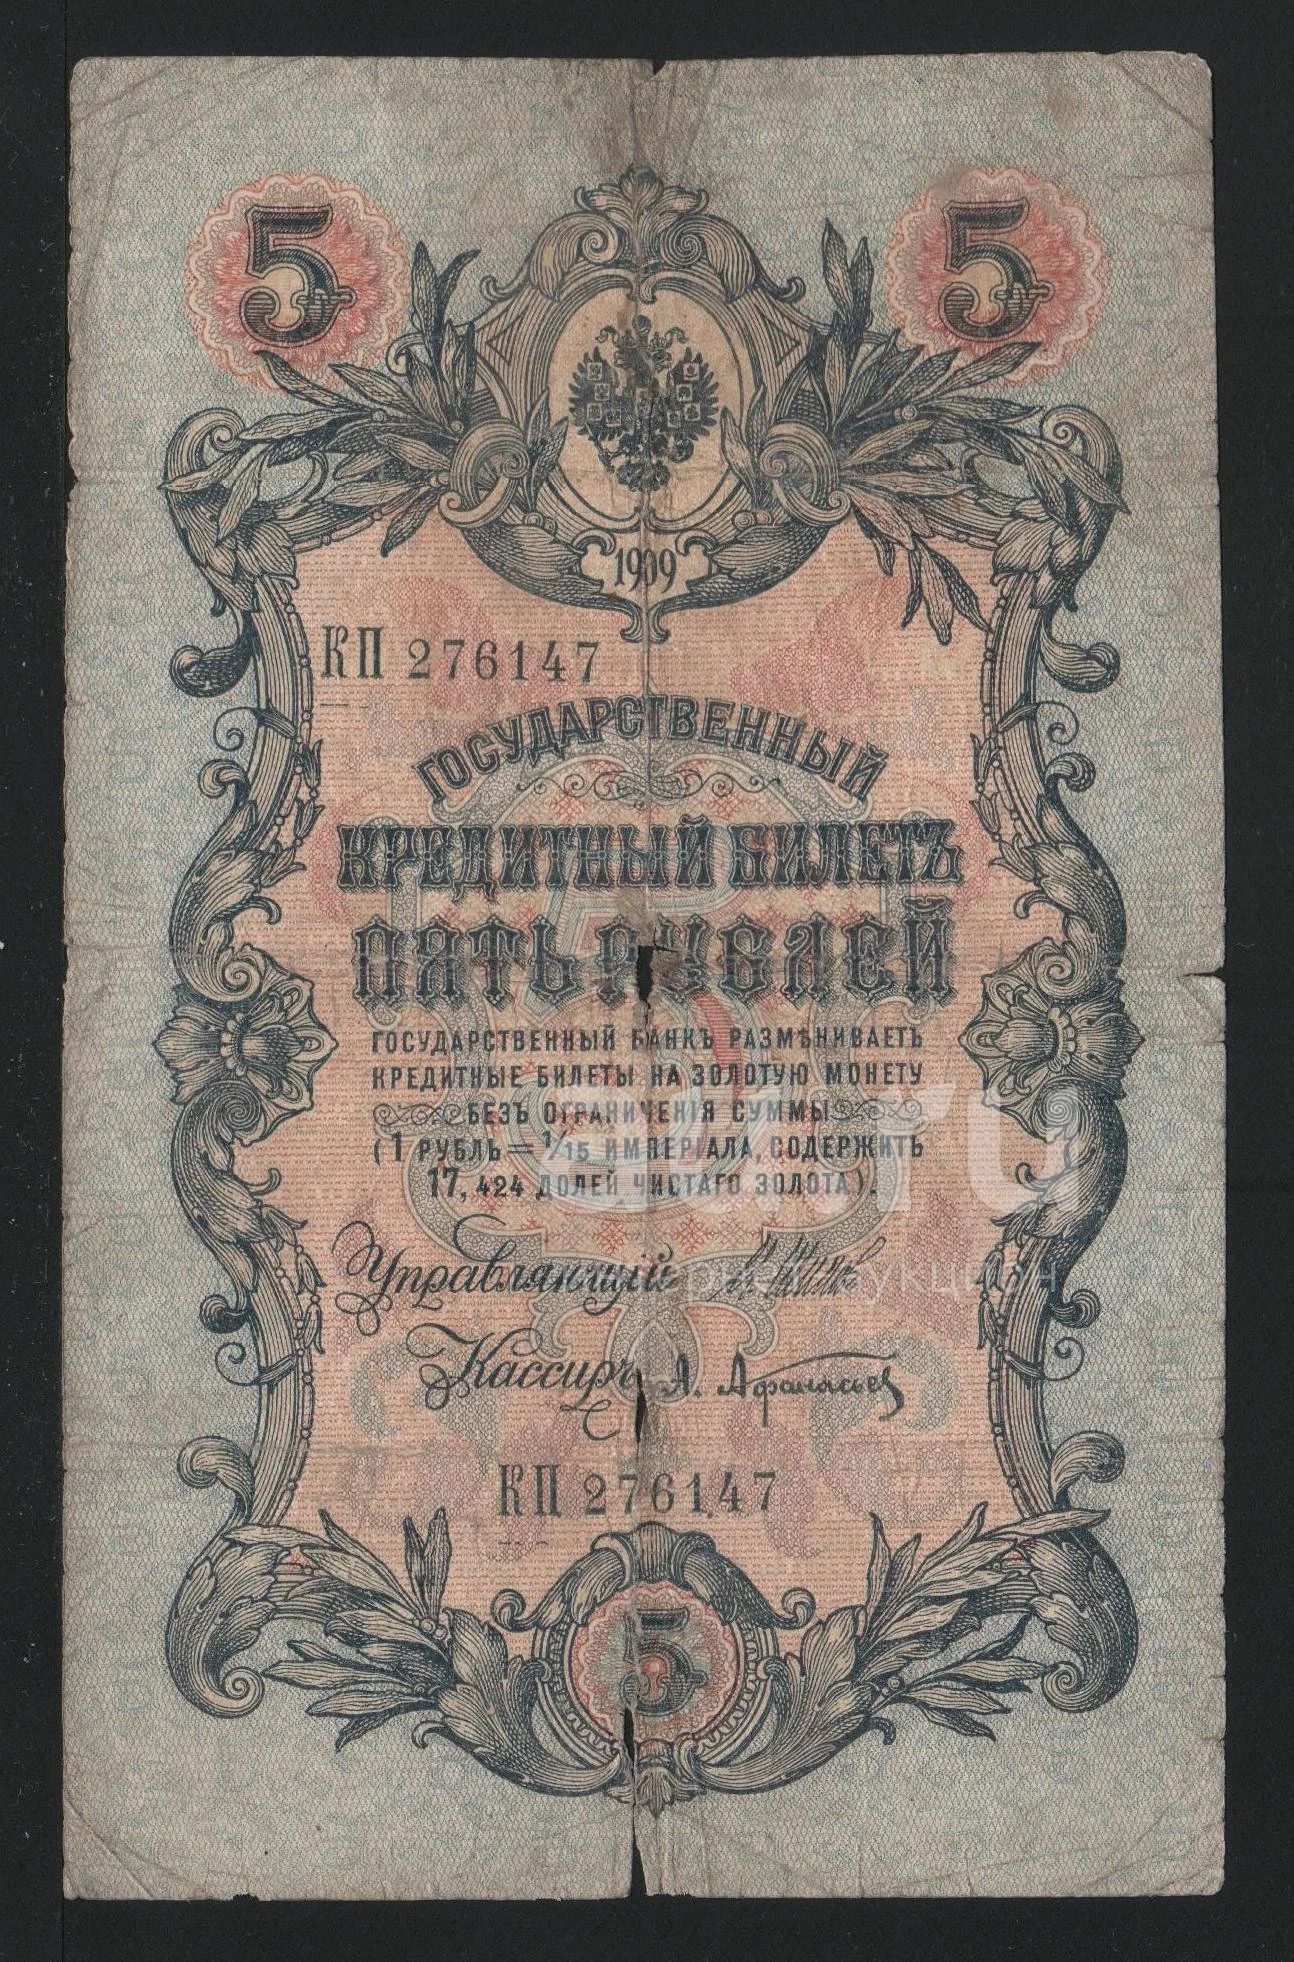 5 5
1909
КП 276147
ГОСУДАРСТВЕННЫЙ
КРЕДИТНЫЙ БИЛЕТЪ
ПЯТЬ РУБЛЕЙ
ГОСУДАРСТВЕННЫЙ БАНКЪ РАЗМѢНИВАЕТЪ
КРЕДИТНЫЕ БИЛЕТЫ НА ЗОЛОТУЮ МОНЕТУ
БЕЗЪ ОГРАНИЧЕНІЯ СУММЫ
(1 РУБЛЬ = 1/15 ИМПЕРІАЛА, СОДЕРЖИТЪ
17,424 ДОЛЕЙ ЧИСТАГО ЗОЛОТА).
Управляющій
Кассиръ А. Афанасьев
КП 276147
5